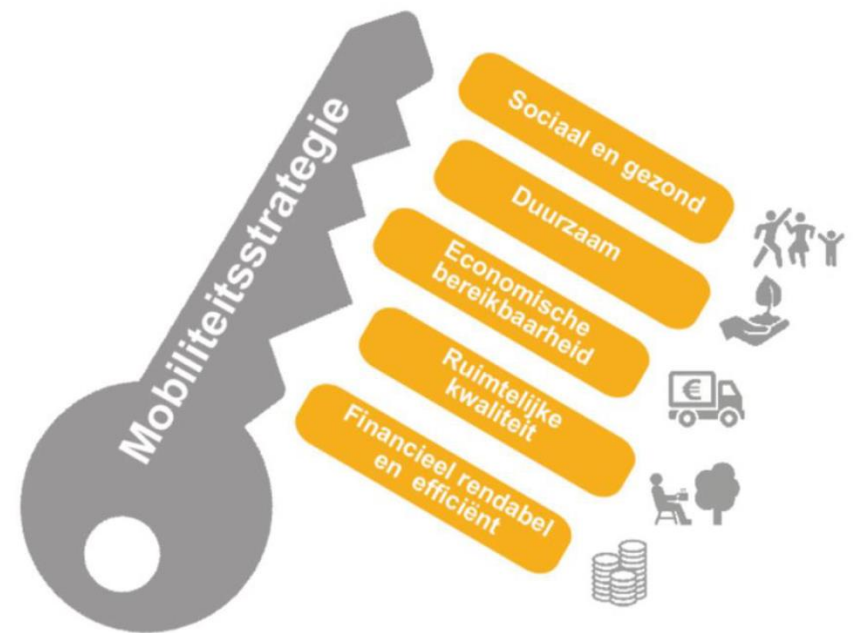 Mobiliteitsstrategie
Sociaal en gezond
Duurzaam
Economische
bereikbaarheid
Ruimtelijke
kwaliteit
Financieel rendabel
en efficiënt
€